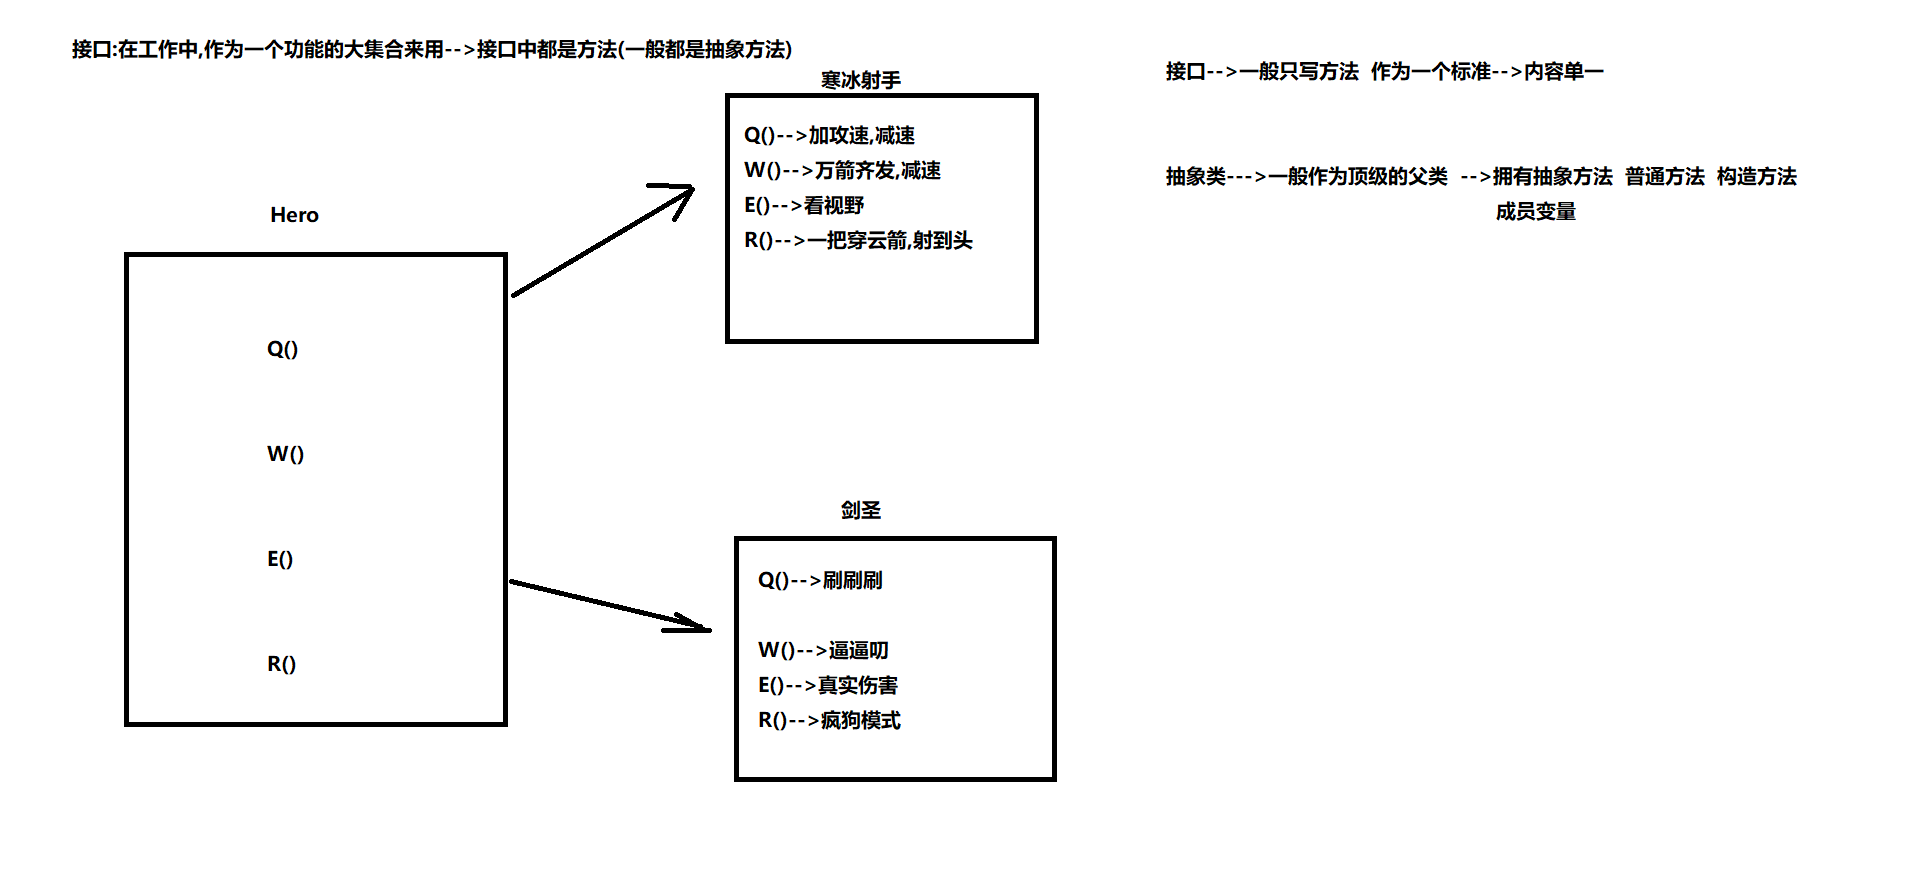 接口:在工作中,作为一个功能的大集合来用-->接口中都是方法(一般都是抽象方法)
Hero
Q()
W()
E()
R()
寒冰射手
Q()-->加攻速,减速
W()-->万箭齐发,减速
E()-->看视野
R()-->一把穿云箭,射到头
剑圣
Q()-->刷刷刷
W()-->逼逼叨
E()-->真实伤害
R()-->疯狗模式
接口-->一般只写方法  作为一个标准-->内容单一
抽象类--->一般作为顶级的父类  -->拥有抽象方法  普通方法  构造方法
成员变量